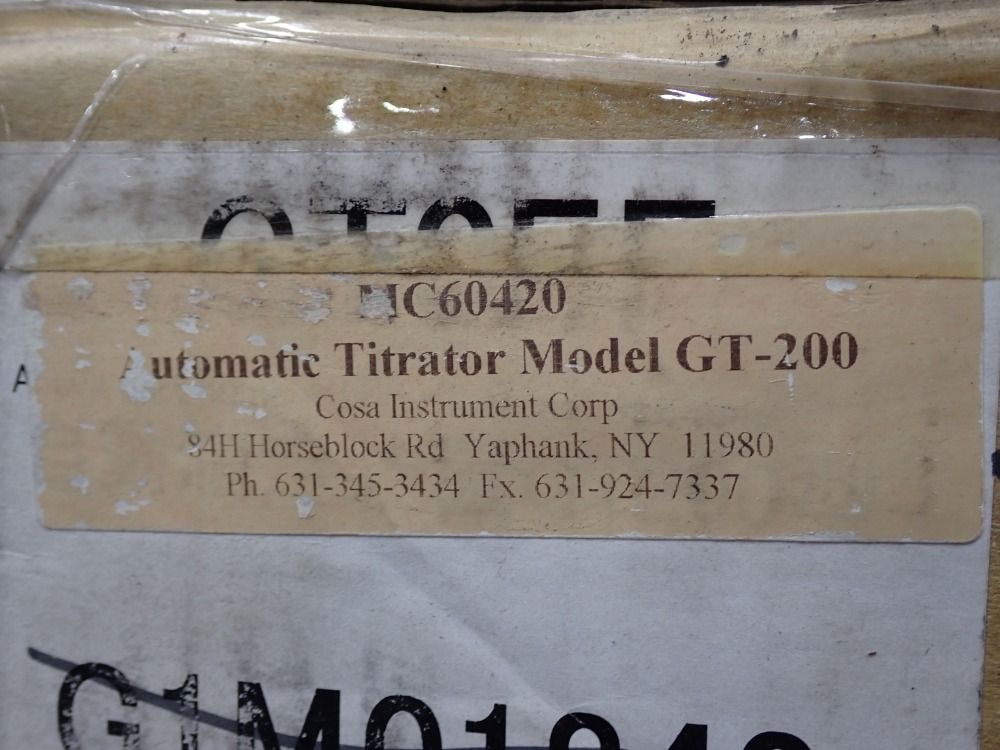 MC60420
Automatic Titrator Model GT-200
Cosa Instrument Corp
84H Horseblock Rd Yaphank, NY 11980
Ph. 631-345-3434 Fx. 631-924-7337